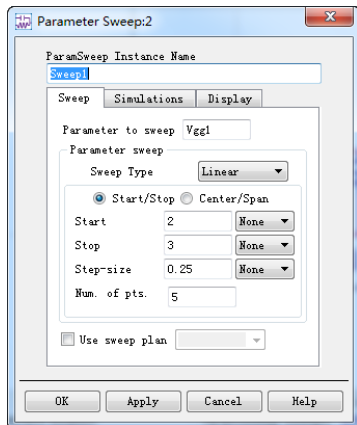 Parameter Sweep:2
ParamSweep Instance Name
Sweep1
Sweep Simulations Display
Parameter to sweep Vgg1
Parameter sweep
Sweep Type Linear
Start/Stop Center/Span
Start 2 None
Stop 3 None
Step-size 0.25 None
Num. of pts. 5
Use sweep plan
OK Apply Cancel Help